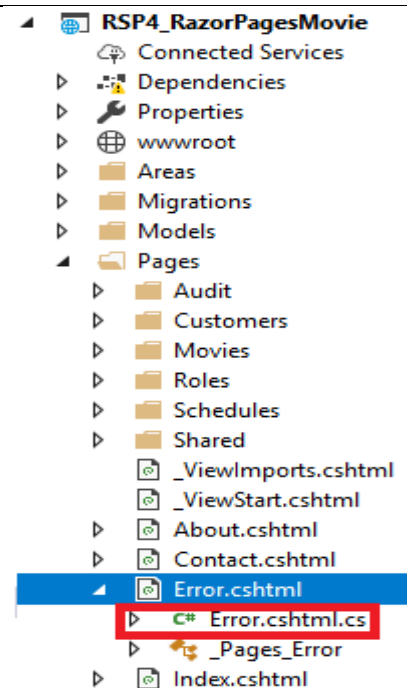 RSP4_RazorPagesMovie
Connected Services
Dependencies
Properties
wwwroot
Areas
Migrations
Models
Pages
Audit
Customers
Movies
Roles
Schedules
Shared
_ViewImports.cshtml
_ViewStart.cshtml
About.cshtml
Contact.cshtml
Error.cshtml
C# Error.cshtml.cs
_Pages_Error
Index.cshtml